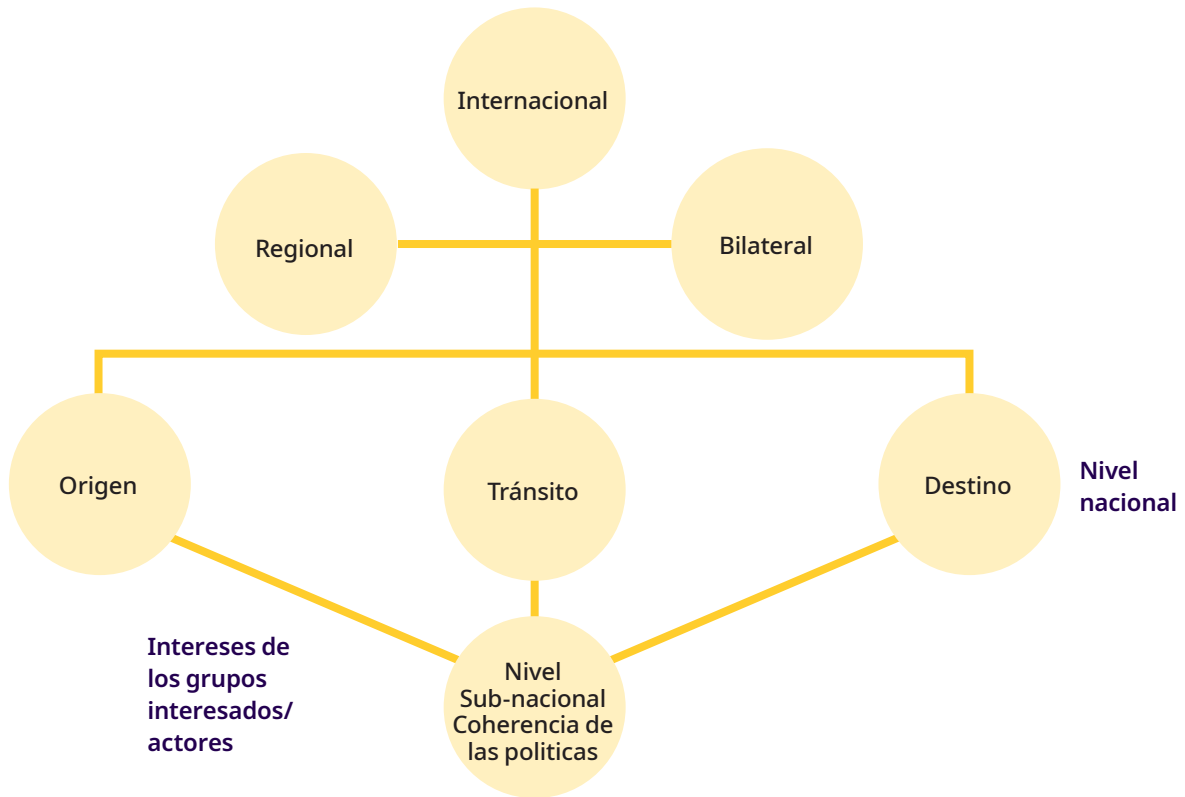 Internacional
Regional
Bilateral
Origen
Tránsito
Destino
Nivel
nacional
Intereses de
los grupos
interesados/
actores
Nivel
Sub-nacional
Coherencia de
las politicas